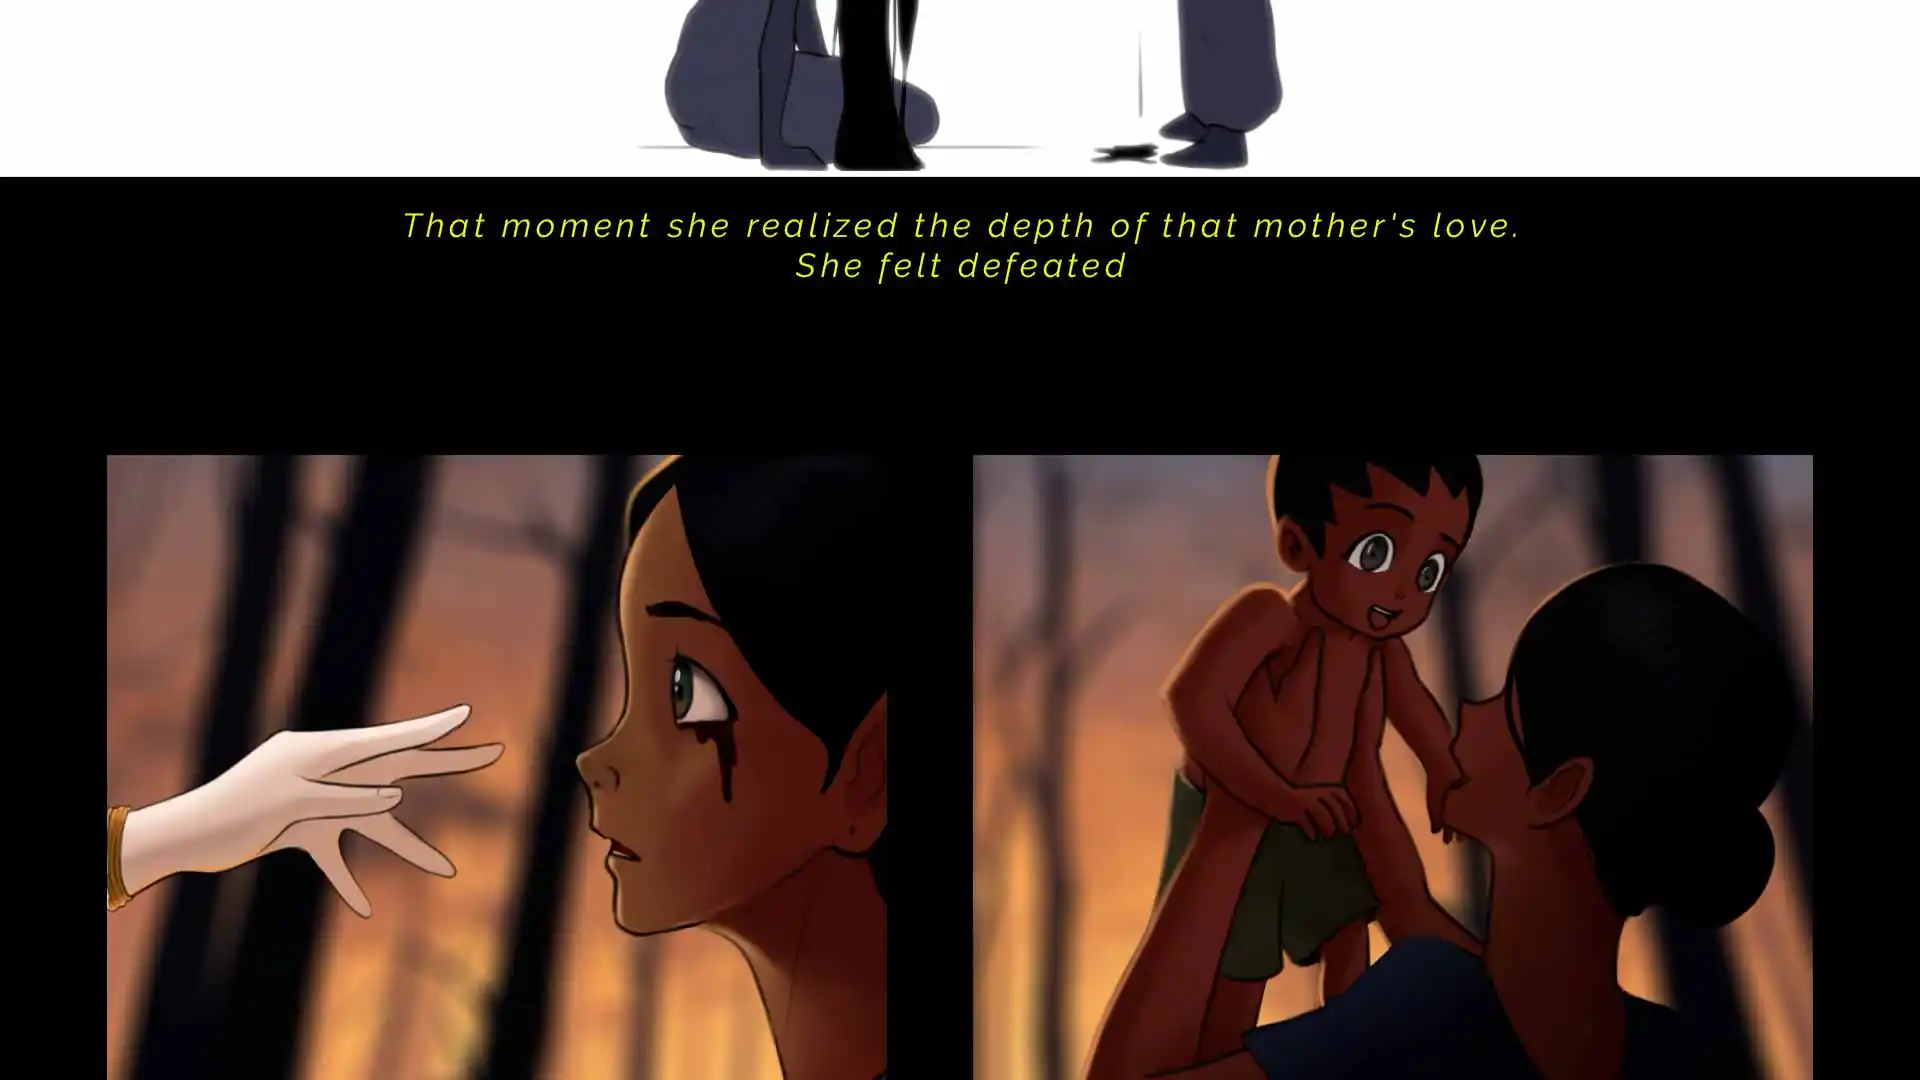 That moment she realized the depth of that mother's love.
She felt defeated